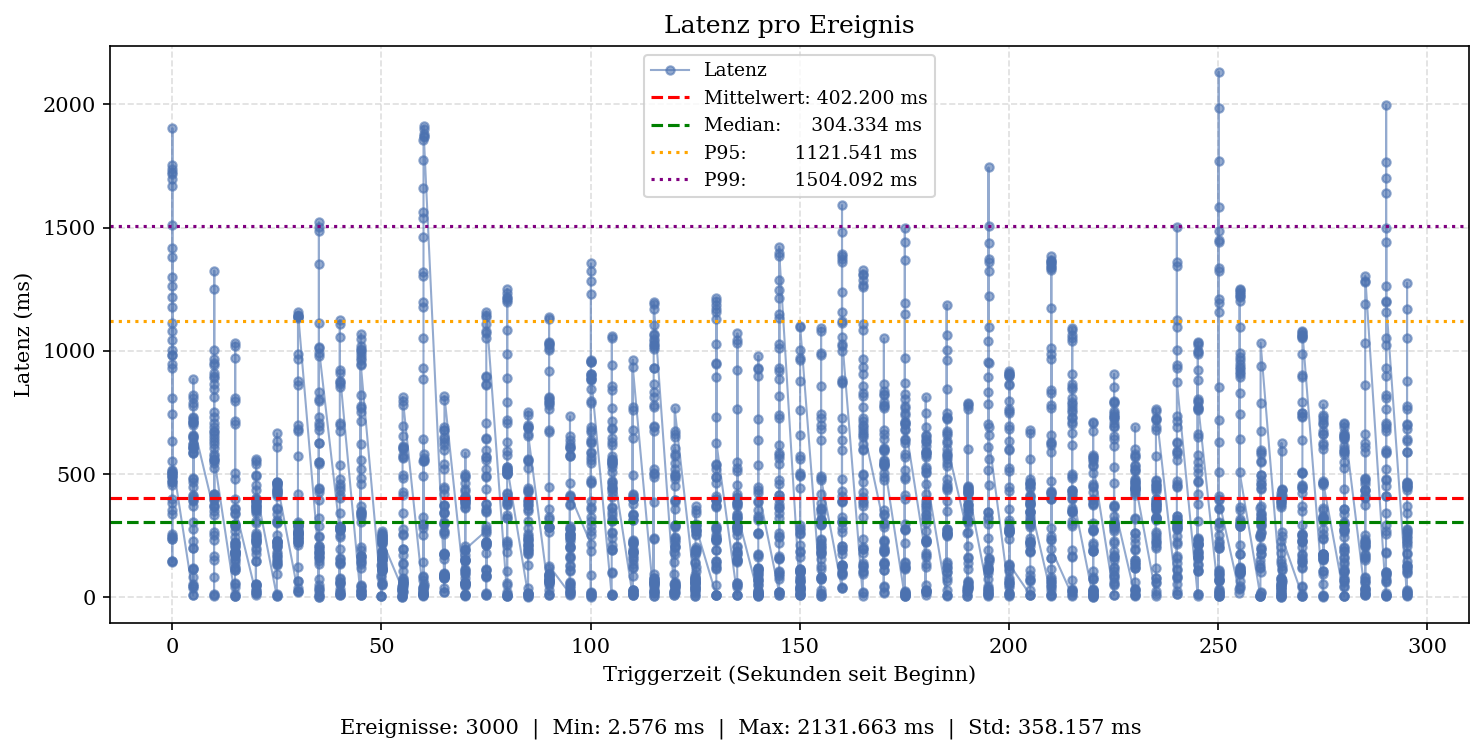 Latenz pro Ereignis
Latenz
Mittelwert: 402.200 ms
Median: 304.334 ms
P95: 1121.541 ms
P99: 1504.092 ms
Latenz (ms)
2000
1500
1000
500
0
0 50 100 150 200 250 300
Triggerzeit (Sekunden seit Beginn)
Ereignisse: 3000 | Min: 2.576 ms | Max: 2131.663 ms | Std: 358.157 ms